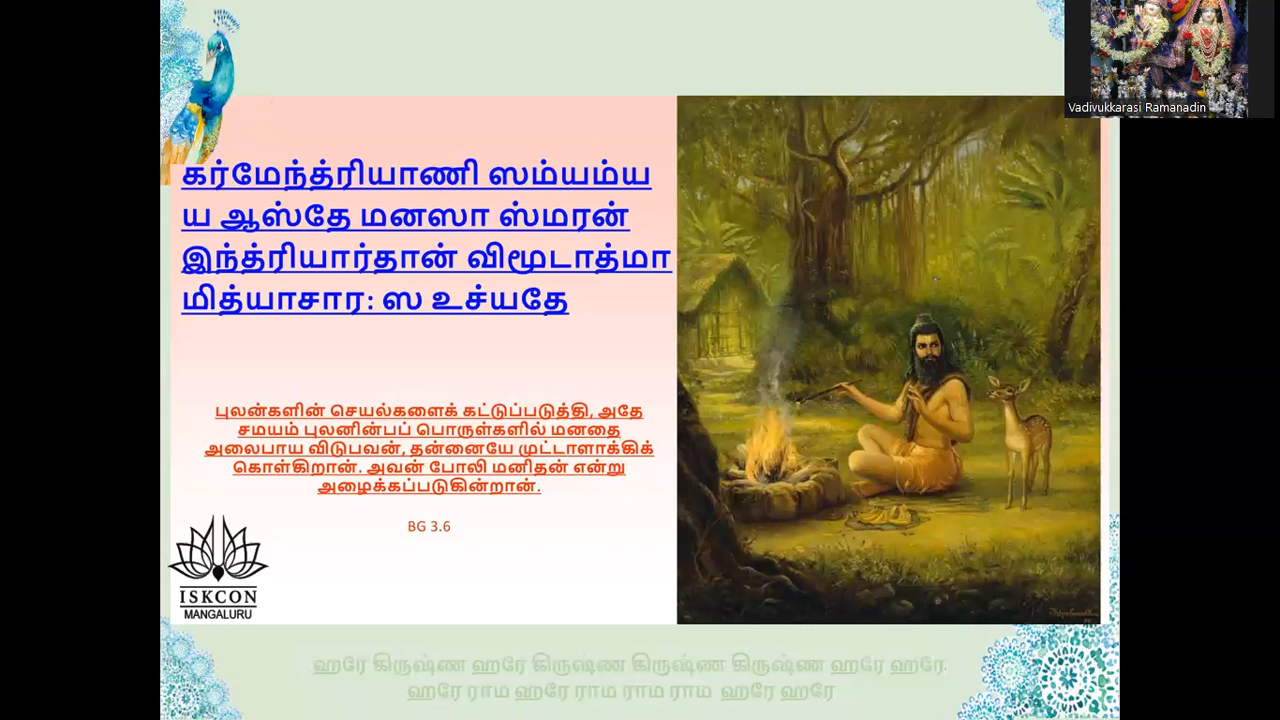 Vadivukkarasi Ramanadin
கர்மேந்த்ரியாணி ஸம்யம்ய
ய ஆஸ்தே மனஸா ஸ்மரன்
இந்த்ரியார்தான் விமூடாத்மா
மித்யாசார: ஸ உச்யதே
புலன்களின் செயல்களைக் கட்டுப்படுத்தி, அதே
சமயம் புலனின்பப் பொருள்களில் மனதை
அலைபாய விடுபவன், தன்னையே முட்டாளாக்கிக்
கொள்கிறான். அவன் போலி மனிதன் என்று
அழைக்கப்படுகின்றான்.
BG 3.6
ISKCON
MANGALURU
ஹரே கிருஷ்ண ஹரே கிருஷ்ண கிருஷ்ண கிருஷ்ண ஹரே ஹரே
ஹரே ராம ஹரே ராம ராம ராம ஹரே ஹரே